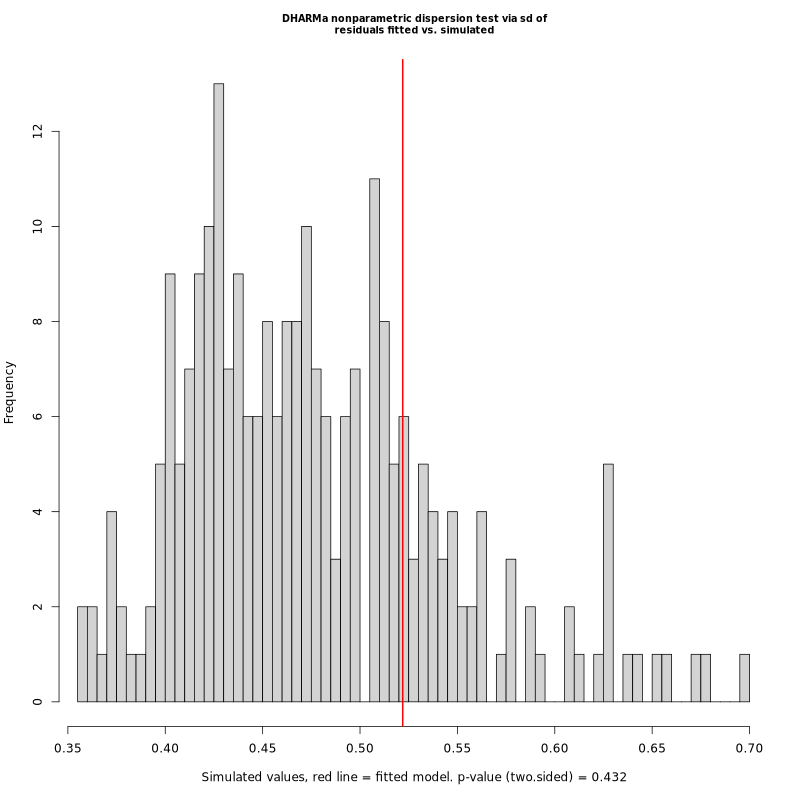 DHARMa nonparametric dispersion test via sd of
residuals fitted vs. simulated
Frequency
12
10
8
6
4
2
0
0.35 0.40 0.45 0.50 0.55 0.60 0.65 0.70
Simulated values, red line = fitted model. p-value (two.sided) = 0.432